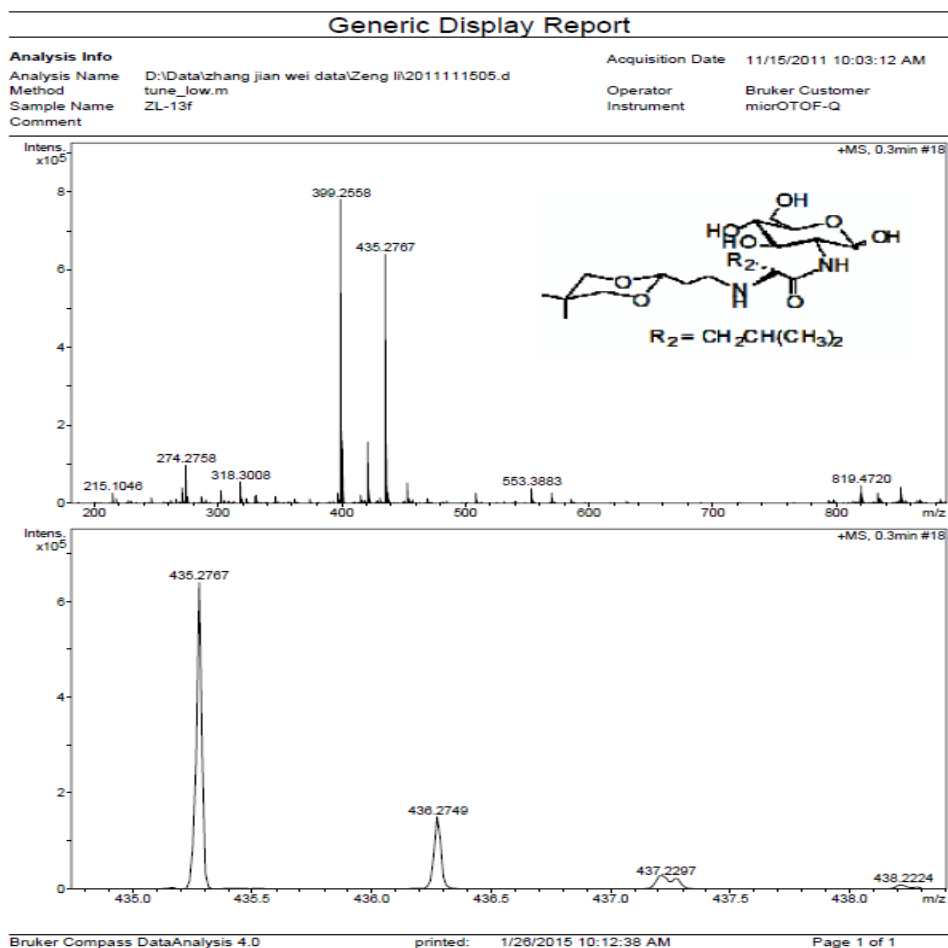 Generic Display Report
Analysis Info
Acquisition Date 11/15/2011 10:03:12 AM
Analysis Name D:\Data\zhang jian wei data\Zeng li\2011111505.d
Method tune_low.m Operator Bruker Customer
Sample Name ZL-13f Instrument micrOTOF-Q
Comment
Intens.
x10⁵
+MS, 0.3min #18
8
6
4
2
0
399.2558
435.2767
274.2758
318.3008
215.1046
553.3883
819.4720
200 300 400 500 600 700 800 m/z
OH
HO
O
HO
HO
OH
R₂
NH
O
O
N
H
O
R₂= CH₂CH(CH₃)₂
Intens.
x10⁵
+MS, 0.3min #18
6
4
2
0
435.2767
436.2749
437.2297
438.2224
435.0 435.5 436.0 436.5 437.0 437.5 438.0 m/z
Bruker Compass DataAnalysis 4.0 printed: 1/26/2015 10:12:38 AM Page 1 of 1